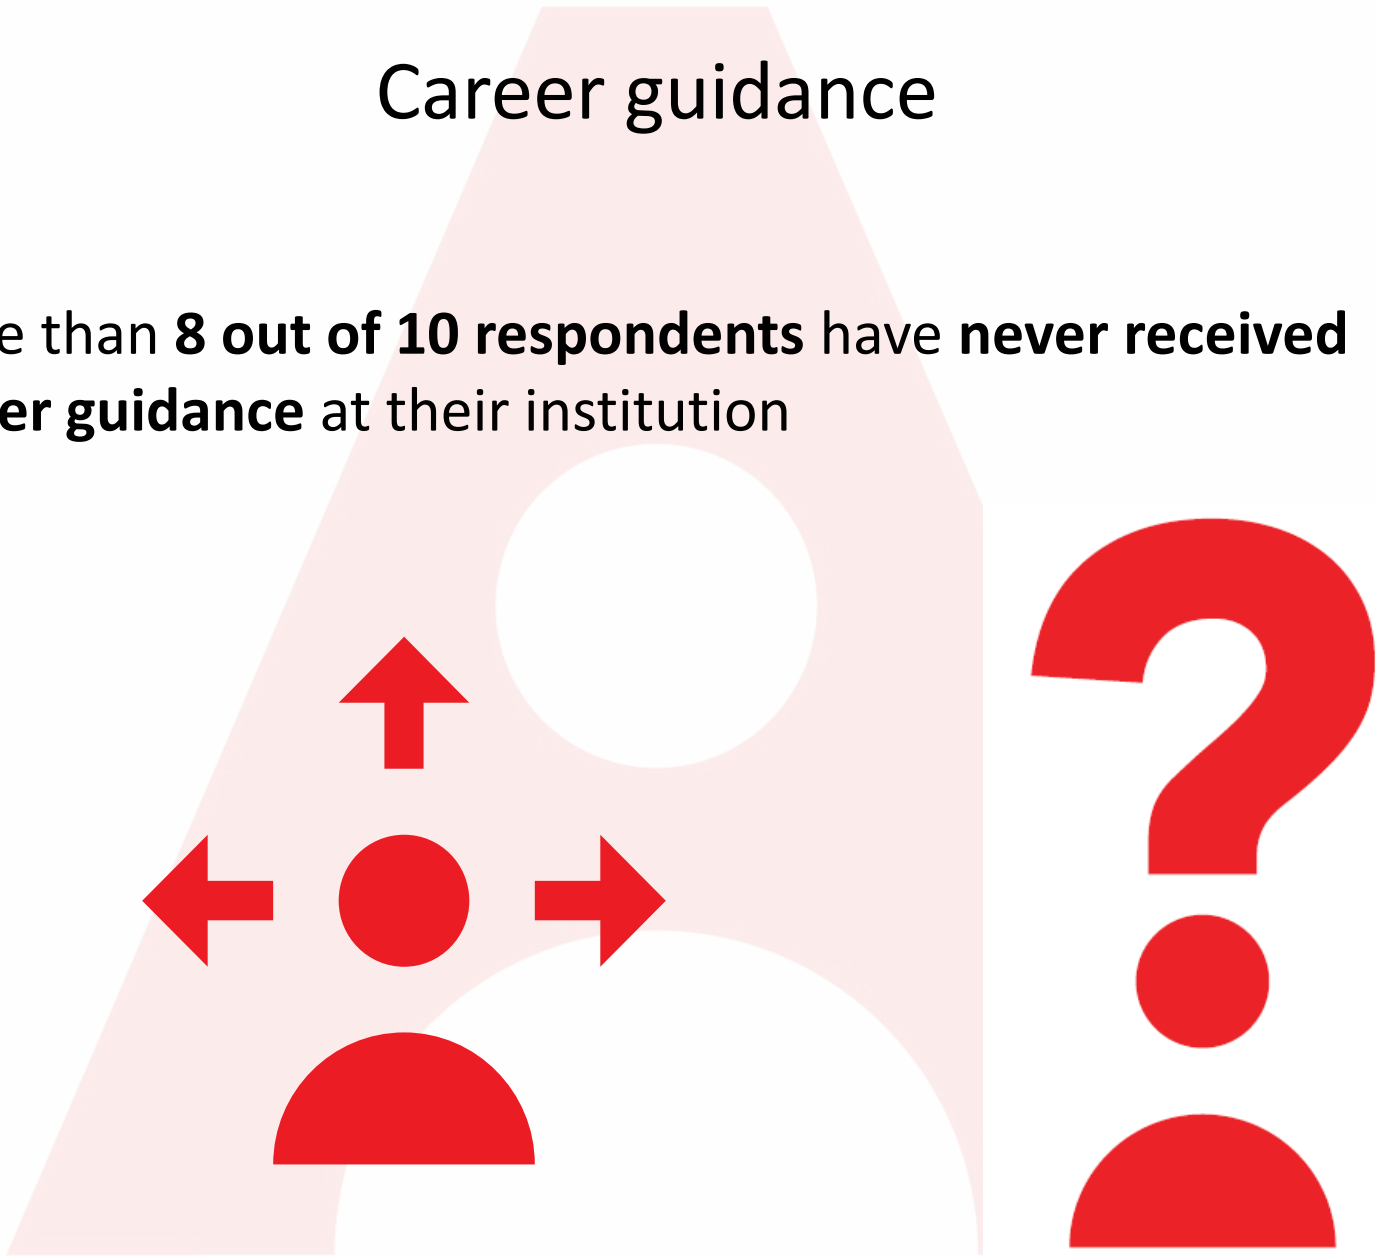 Career guidance
e than 8 out of 10 respondents have never received
er guidance at their institution